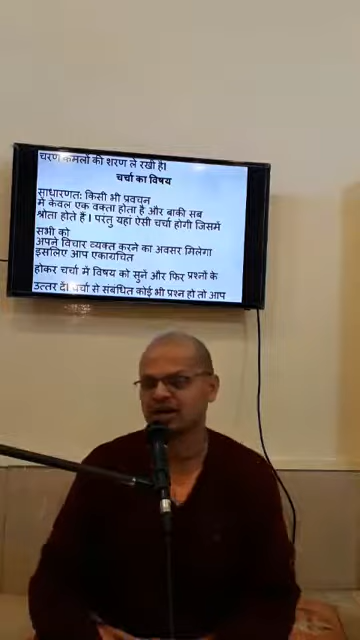 चरण कमलों की शरण ले रखी है।
चर्चा का विषय
साधारणत: किसी भी प्रवचन
में केवल एक वक्ता होता है और बाकी सब
श्रोता होते हैं। परंतु यहां ऐसी चर्चा होगी जिसमें
सभी को
अपने विचार व्यक्त करने का अवसर मिलेगा
इसलिए आप एकाग्रचित
होकर चर्चा में विषय को सुनें और फिर प्रश्नों के
उत्तर दें। चर्चा से संबंधित कोई भी प्रश्न हो तो आप